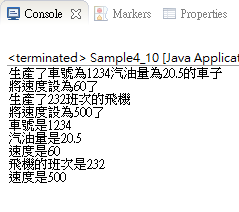 Console Markers Properties
<terminated> Sample4_10 [Java Applicat
生產了車號為1234汽油量為20.5的車子
將速度設為60了
生產了232班次的飛機
將速度設為500了
車號是1234
汽油量是20.5
速度是60
飛機的班次是232
速度是500